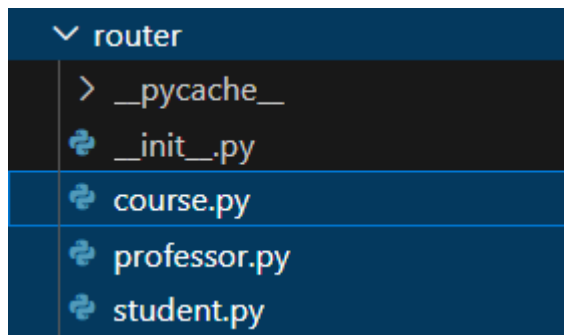 router
__pycache__
__init__.py
course.py
professor.py
student.py